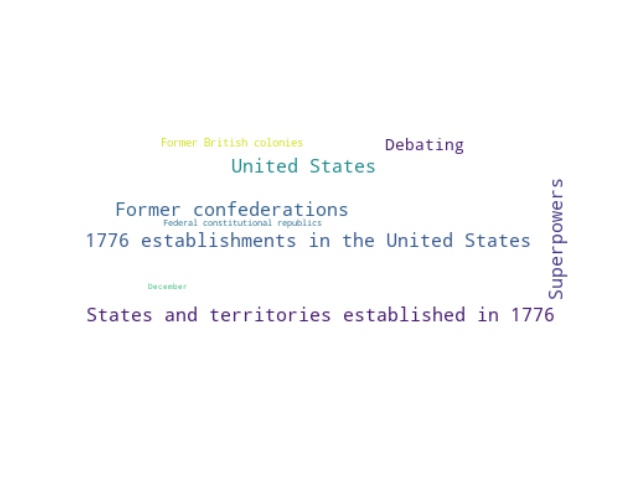 Former British colonies
Debating
United States
Superpowers
Former confederations
Federal constitutional republics
1776 establishments in the United States
December
States and territories established in 1776